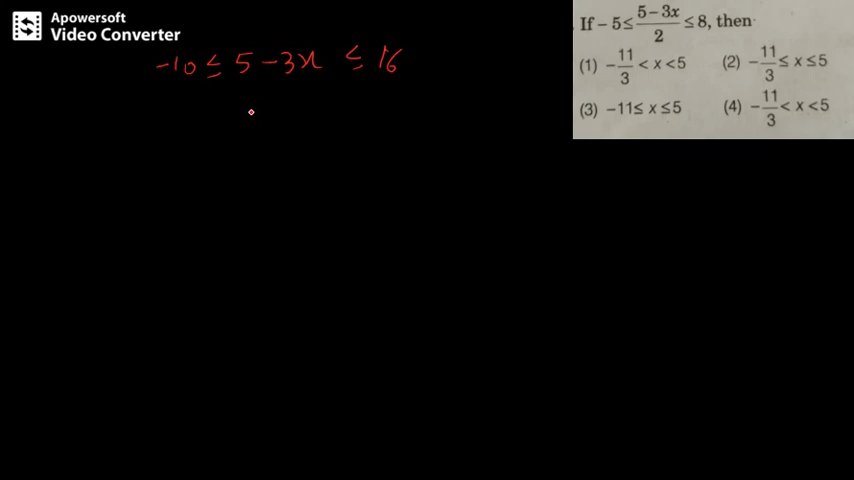 Apowersoft
Video Converter
-10 ≤ 5 - 3x ≤ 16
If – 5 ≤ (5 – 3x)/2 ≤ 8, then
(1) –11/3 < x < 5 (2) –11/3 ≤ x ≤ 5
(3) –11 ≤ x ≤ 5 (4) –11/3 < x < 5